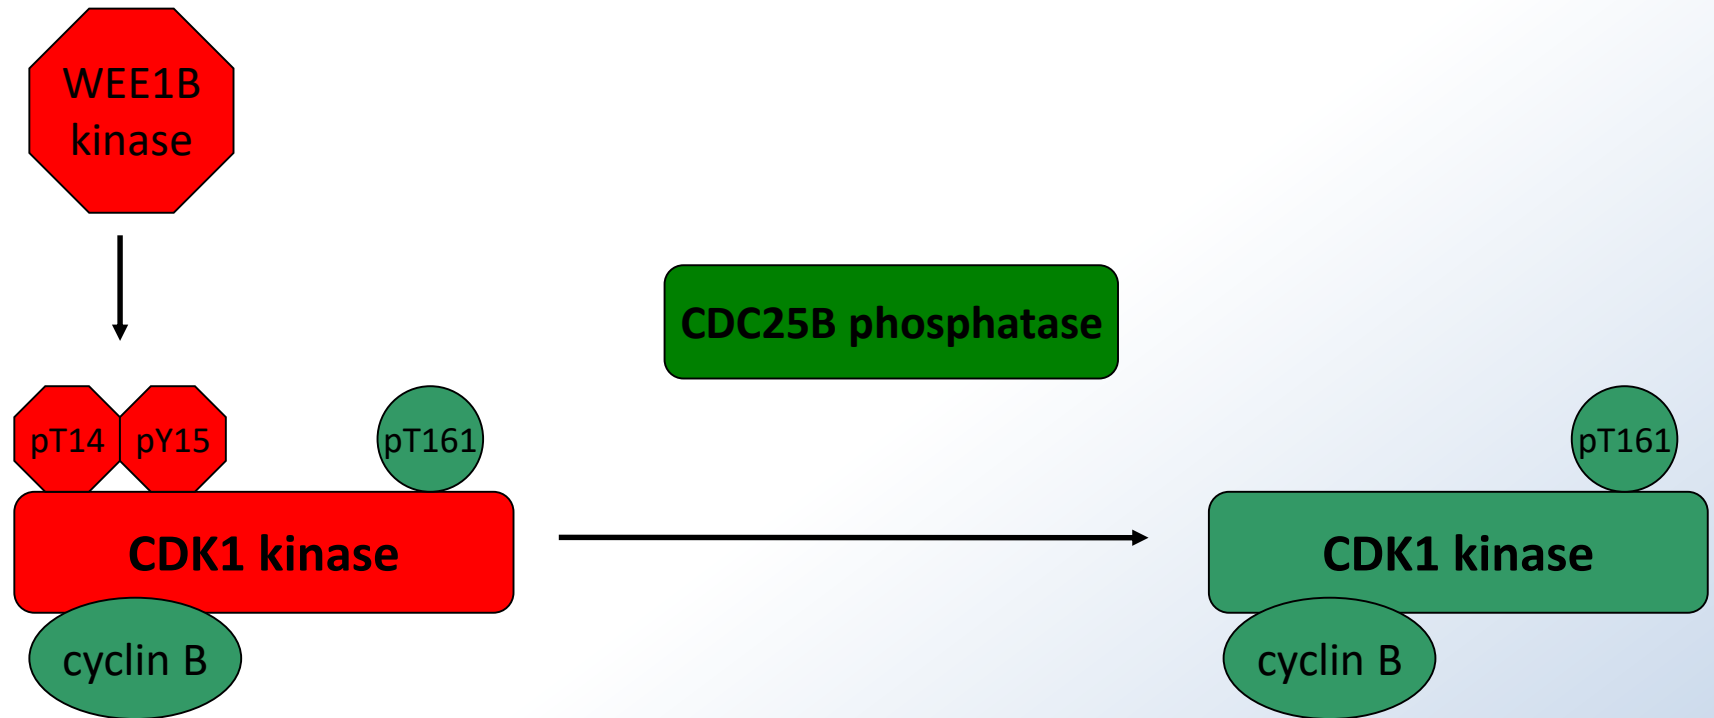 WEE1B
kinase
CDC25B phosphatase
pT14
pY15
pT161
pT161
CDK1 kinase
CDK1 kinase
cyclin B
cyclin B